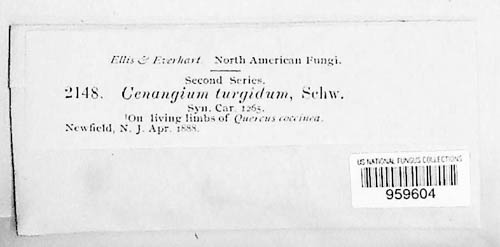 Ellis & Everhart. North American Fungi.
Second Series.
2148. Cenangium turgidum, Schw.
Syn. Car. 1265.
On living limbs of Quercus coccinea.
Newfield, N. J. Apr. 1888.
US NATIONAL FUNGUS COLLECTIONS
959604